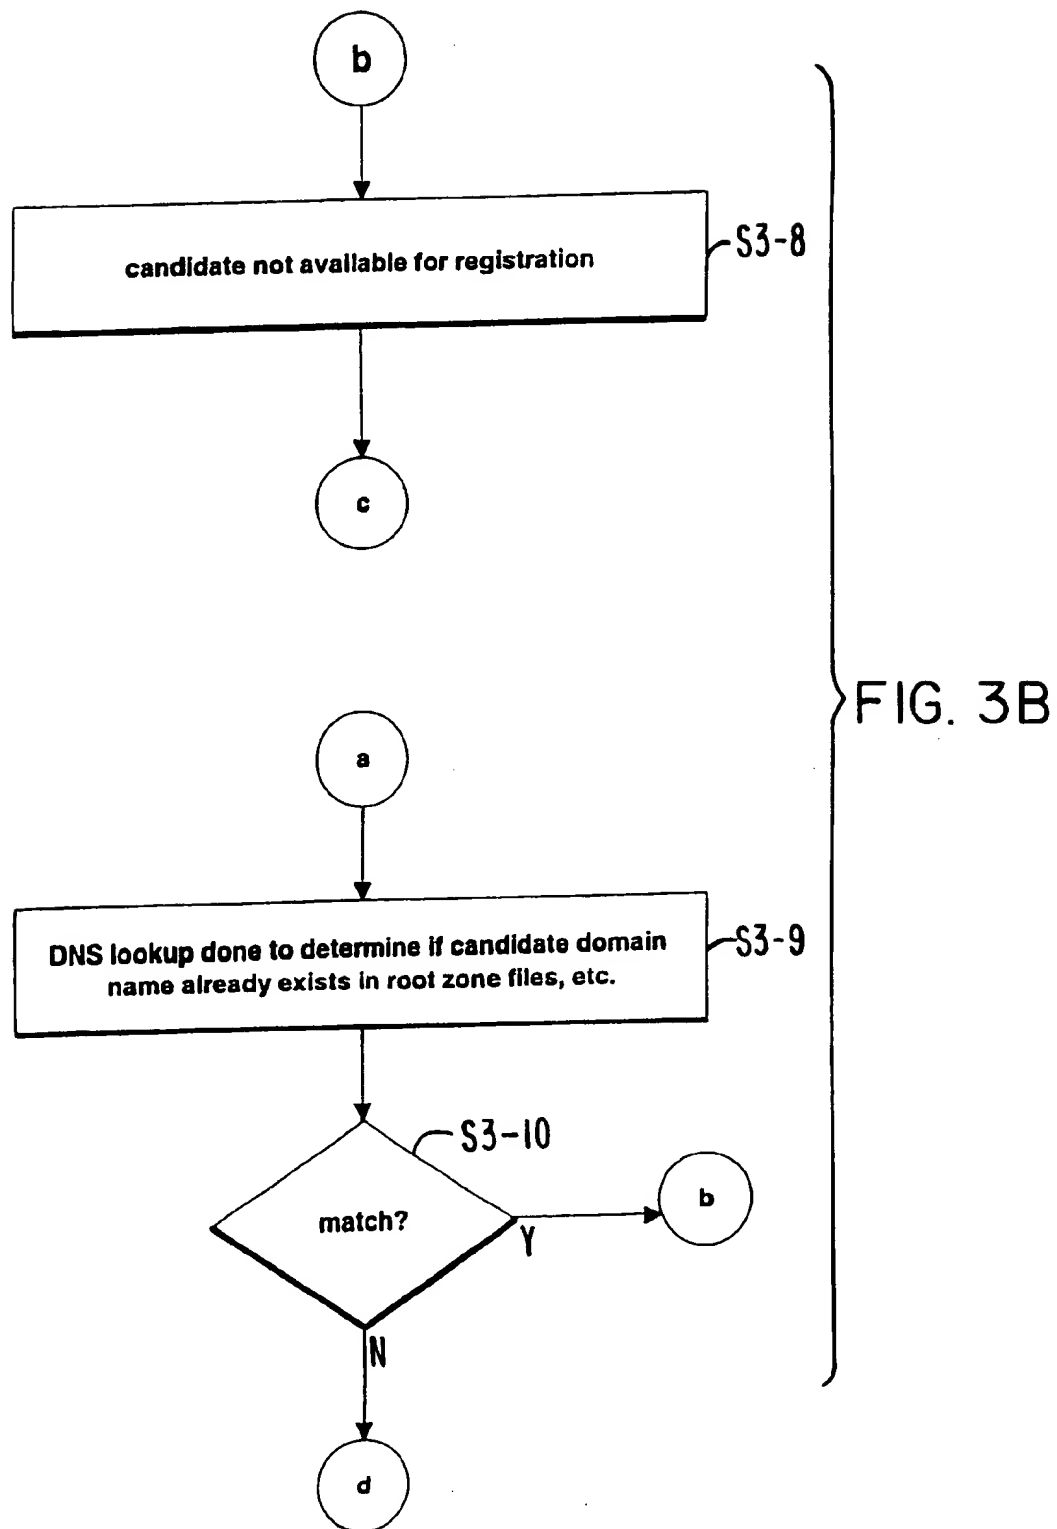 b
candidate not available for registration
S3-8
c
FIG. 3B
a
DNS lookup done to determine if candidate domain
name already exists in root zone files, etc.
S3-9
S3-10
match?
Y
b
N
d